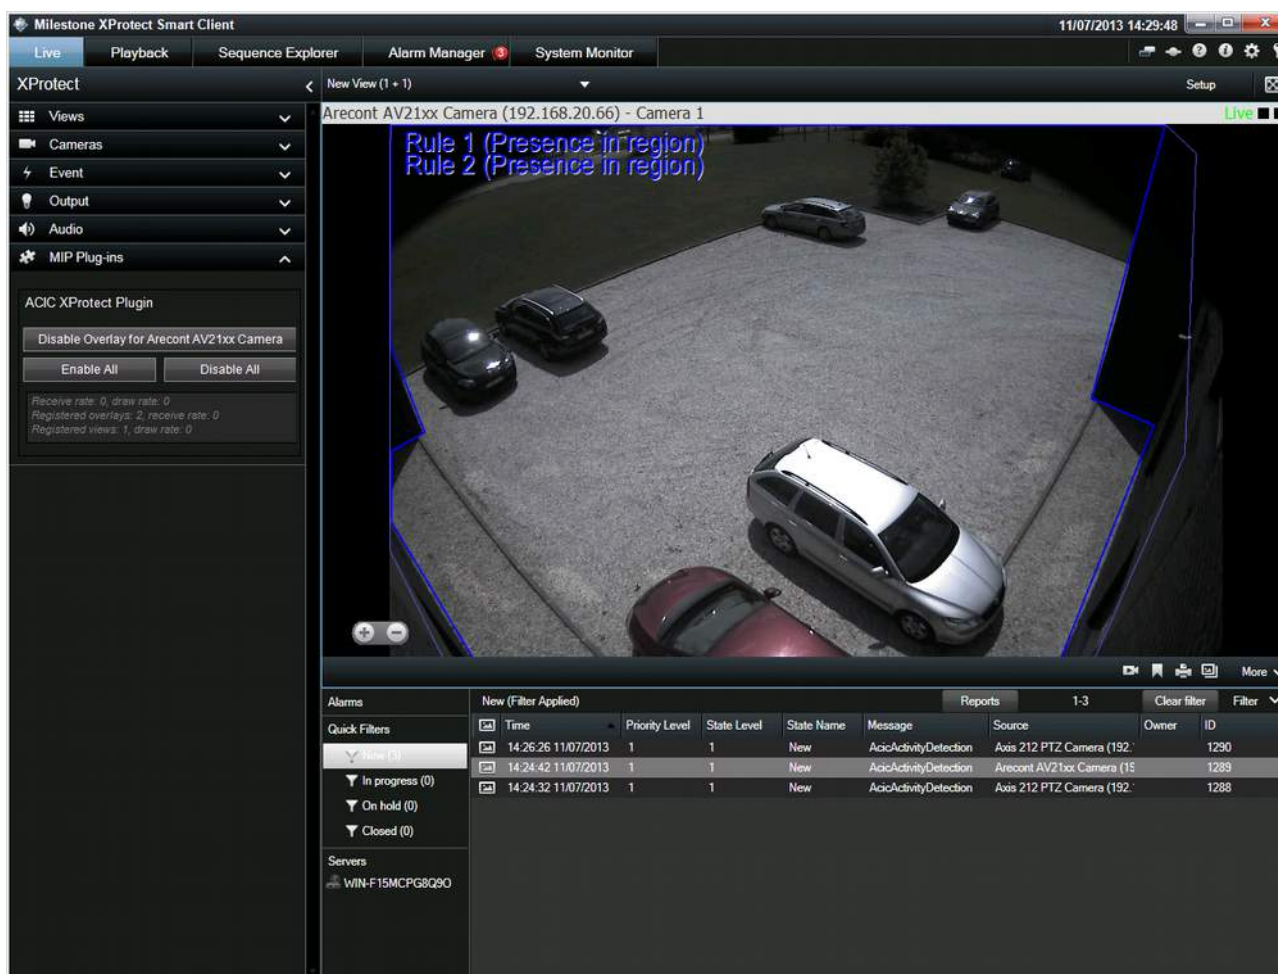 Milestone XProtect Smart Client
11/07/2013 14:29:48
Live
Playback
Sequence Explorer
Alarm Manager 3
System Monitor
XProtect
New View (1 + 1)
Setup
Views
Cameras
Event
Output
Audio
MIP Plug-ins
ACIC XProtect Plugin
Disable Overlay for Arecont AV21xx Camera
Enable All
Disable All
Receive rate: 0, draw rate: 0
Registered overlays: 2, receive rate: 0
Registered views: 1, draw rate: 0
Arecont AV21xx Camera (192.168.20.66) - Camera 1
Live
Rule 1 (Presence in region)
Rule 2 (Presence in region)
More
Alarms
Quick Filters
New (3)
In progress (0)
On hold (0)
Closed (0)
Servers
WIN-F15MCPG8Q9O
New (Filter Applied)
Reports
1-3
Clear filter
Filter
Time Priority Level State Level State Name Message Source Owner ID
14:26:26 11/07/2013 1 1 New AcicActivityDetection Axis 212 PTZ Camera (192. 1290
14:24:42 11/07/2013 1 1 New AcicActivityDetection Arecont AV21xx Camera (19 1289
14:24:32 11/07/2013 1 1 New AcicActivityDetection Axis 212 PTZ Camera (192. 1288